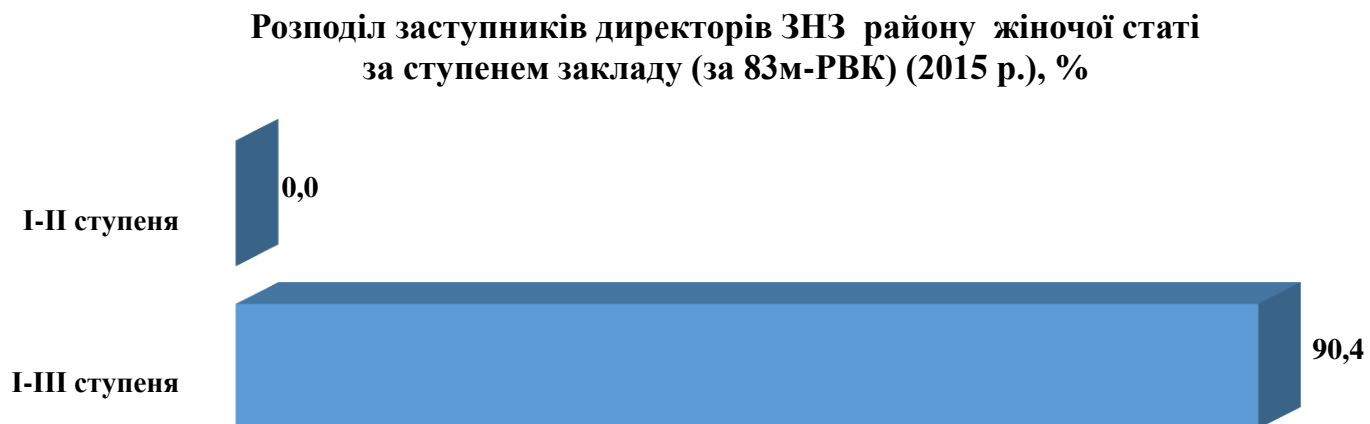 Розподіл заступників директорів ЗНЗ району жіночої статі
за ступенем закладу (за 83м-РВК) (2015 р.), %
0,0
І-ІІ ступеня
90,4
І-ІІІ ступеня